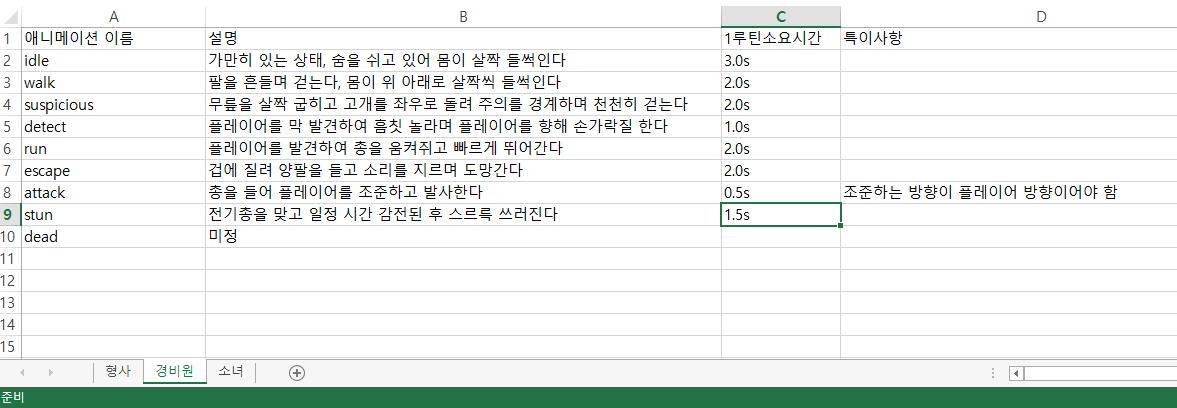 A B C D
1 애니메이션 이름 설명 1루틴소요시간 특이사항
2 idle 가만히 있는 상태, 숨을 쉬고 있어 몸이 살짝 들썩인다 3.0s
3 walk 팔을 흔들며 걷는다, 몸이 위 아래로 살짝씩 들썩인다 2.0s
4 suspicious 무릎을 살짝 굽히고 고개를 좌우로 돌려 주의를 경계하며 천천히 걷는다 2.0s
5 detect 플레이어를 막 발견하여 흠칫 놀라며 플레이어를 향해 손가락질 한다 1.0s
6 run 플레이어를 발견하여 총을 움켜쥐고 빠르게 뛰어간다 2.0s
7 escape 겁에 질려 양팔을 들고 소리를 지르며 도망간다 2.0s
8 attack 총을 들어 플레이어를 조준하고 발사한다 0.5s 조준하는 방향이 플레이어 방향이어야 함
9 stun 전기총을 맞고 일정 시간 감전된 후 스르륵 쓰러진다 1.5s
10 dead 미정
11
12
13
14
15
형사 경비원 소녀
준비